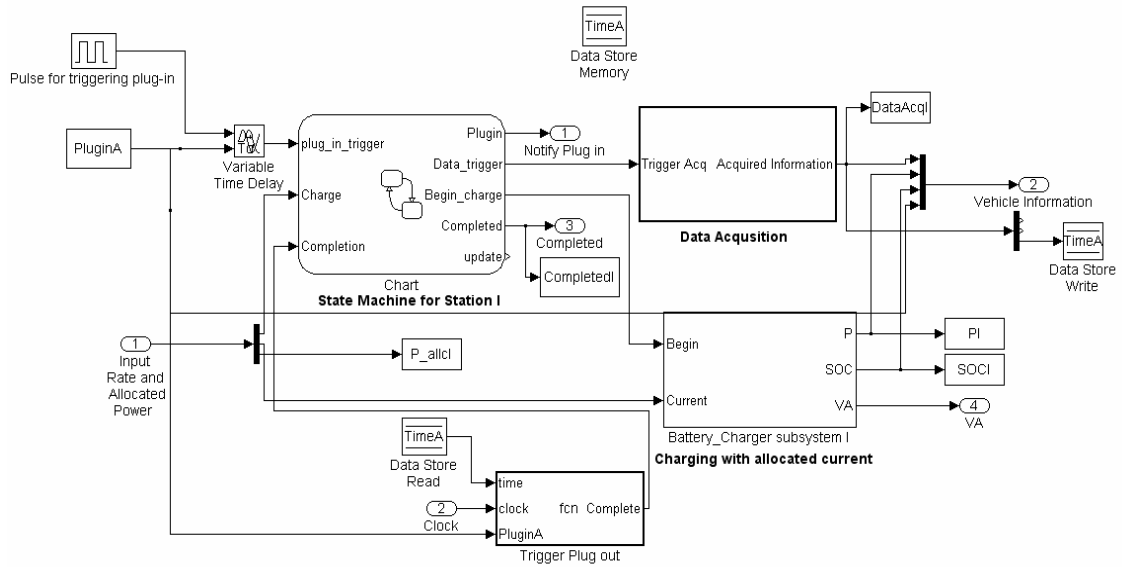 TimeA
Data Store
Memory
Pulse for triggering plug-in
PluginA
Variable
Time Delay
plug_in_trigger
Charge
Completion
Plugin
Data_trigger
Begin_charge
Completed
update
Chart
State Machine for Station I
1
Notify Plug in
3
Completed
CompletedI
Trigger Acq
Acquired Information
Data Acqusition
DataAcqI
2
Vehicle Information
TimeA
Data Store
Write
1
Input
Rate and
Allocated
Power
P_allcI
Begin
Current
P
SOC
VA
Battery_Charger subsystem I
Charging with allocated current
PI
SOCI
4
VA
TimeA
Data Store
Read
2
Clock
time
clock
PluginA
fcn
Complete
Trigger Plug out